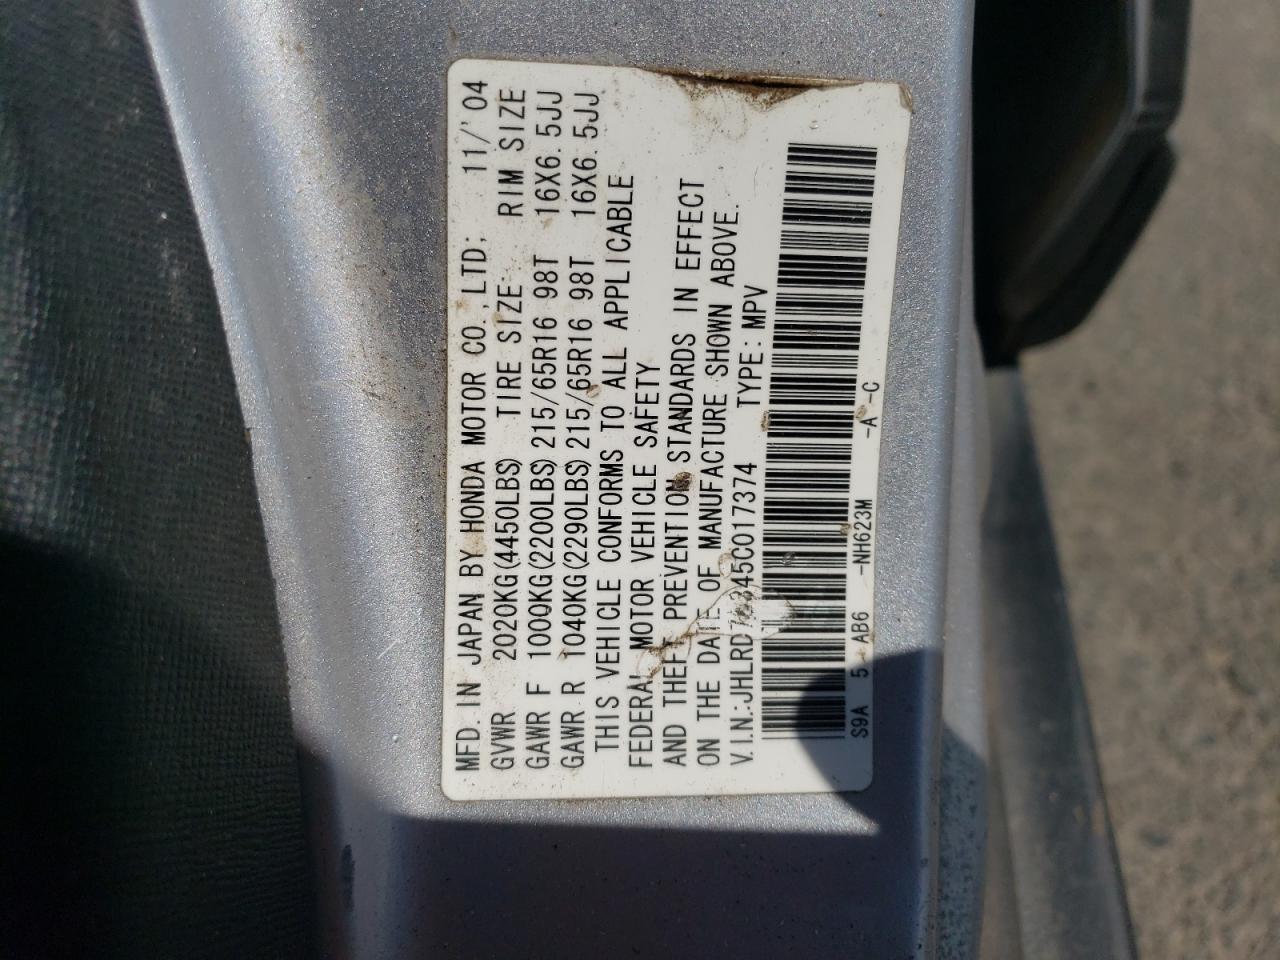 MFD. IN JAPAN BY HONDA MOTOR CO.,LTD; 11/'04
GVWR 2020KG(4450LBS) TIRE SIZE: RIM SIZE
GAWR F 1000KG(2200LBS) 215/65R16 98T 16X6.5JJ
GAWR R 1040KG(2290LBS) 215/65R16 98T 16X6.5JJ
THIS VEHICLE CONFORMS TO ALL APPLICABLE
FEDERAL MOTOR VEHICLE SAFETY
AND THEFT PREVENTION STANDARDS IN EFFECT
ON THE DATE OF MANUFACTURE SHOWN ABOVE.
V.I.N.: TYPE:MPV
S9A 5 AB6 -NH623M -A -C